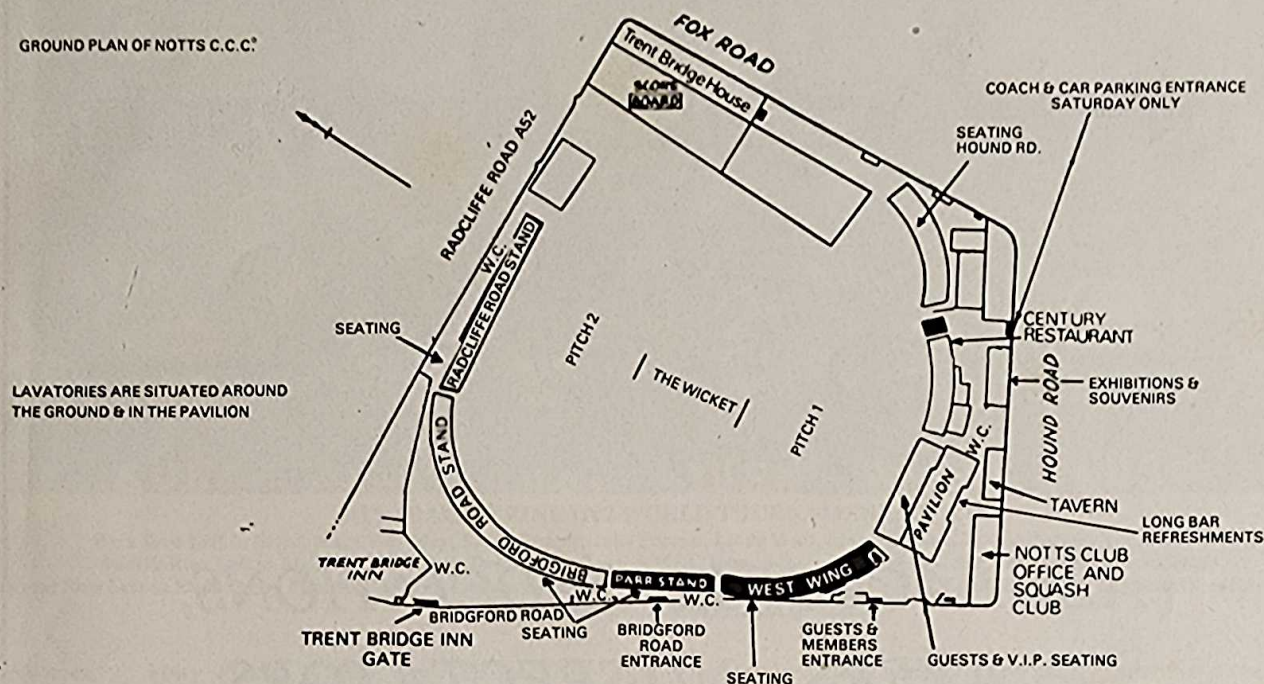 GROUND PLAN OF NOTTS C.C.C.
FOX ROAD
Trent Bridge House
SCORE
BOARD
COACH & CAR PARKING ENTRANCE
SATURDAY ONLY
SEATING
HOUND RD.
RADCLIFFE ROAD A52
W.C.
RADCLIFFE ROAD STAND
SEATING
PITCH 2
THE WICKET
PITCH 1
CENTURY
RESTAURANT
EXHIBITIONS &
SOUVENIRS
HOUND ROAD
LAVATORIES ARE SITUATED AROUND
THE GROUND & IN THE PAVILION
W.C.
PAVILION
TAVERN
LONG BAR
REFRESHMENTS
NOTTS CLUB
OFFICE AND
SQUASH
CLUB
BRIDGFORD ROAD STAND
TRENT BRIDGE
INN
W.C.
PARR STAND
WEST WING
W.C.
W.C.
BRIDGFORD ROAD
TRENT BRIDGE INN
GATE
SEATING
BRIDGFORD
ROAD
ENTRANCE
SEATING
GUESTS &
MEMBERS
ENTRANCE
GUESTS & V.I.P. SEATING